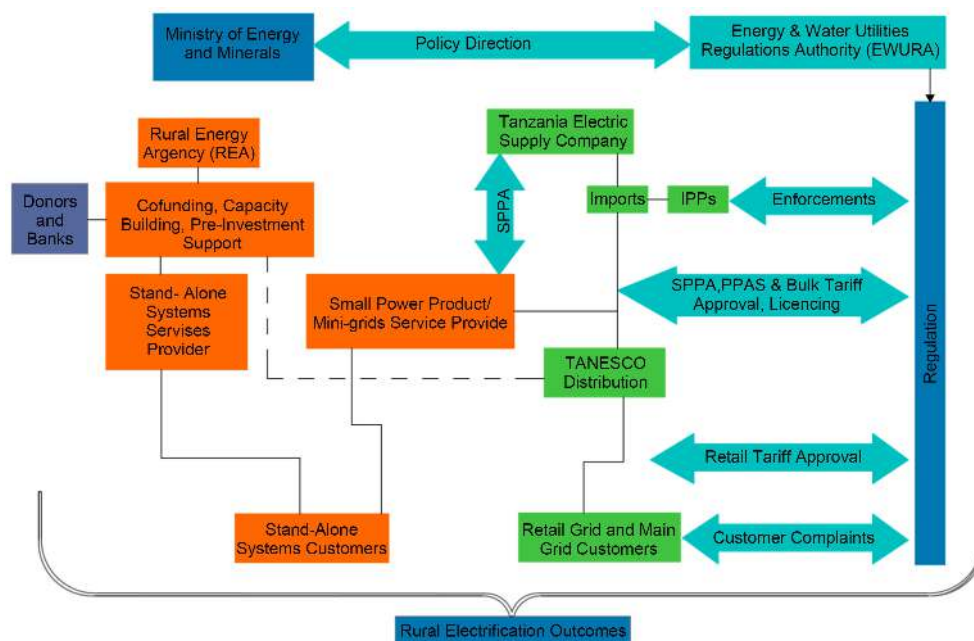 Ministry of Energy
and Minerals
Policy Direction
Energy & Water Utilities
Regulations Authority (EWURA)
Rural Energy
Argency (REA)
Tanzania Electric
Supply Company
Donors
and
Banks
Cofunding, Capacity
Building, Pre-Investment
Support
SPPA
Imports
IPPs
Enforcements
Stand- Alone
Systems
Servises
Provider
Small Power Product/
Mini-grids Service Provide
SPPA,PPAS & Bulk Tariff
Approval, Licencing
Regulation
TANESCO
Distribution
Retail Tariff Approval
Stand-Alone
Systems Customers
Retail Grid and Main
Grid Customers
Customer Complaints
Rural Electrification Outcomes